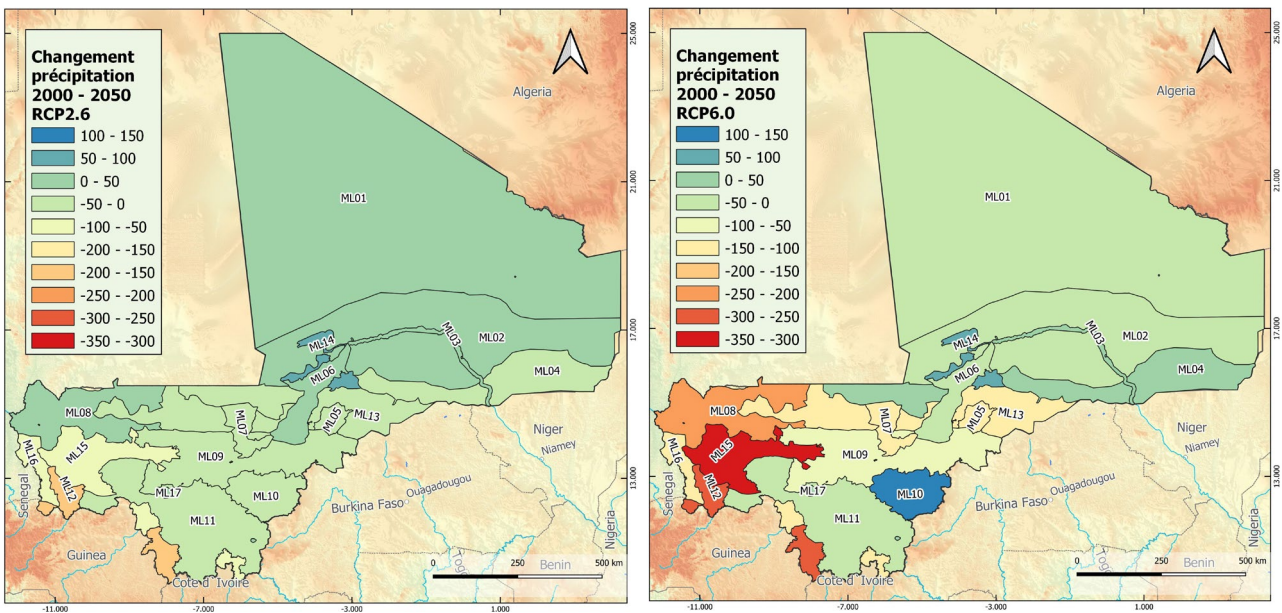 Changement
précipitation
2000 - 2050
RCP2.6
100 - 150
50 - 100
0 - 50
-50 - 0
-100 - -50
-200 - -150
-200 - -150
-250 - -200
-300 - -250
-350 - -300
Algeria
ML01
ML14
ML03
ML02
ML06
ML04
ML08
ML07
ML05
ML13
ML16
ML15
ML09
ML12
ML17
ML10
ML11
Niger
Niamey
Senegal
Ouagadougou
Burkina Faso
Nigeria
Guinea
Togo
Benin
Cote d' Ivoire
0 250 500 km
25.000
21.000
17.000
13.000
-11.000 -7.000 -3.000 1.000
Changement
précipitation
2000 - 2050
RCP6.0
100 - 150
50 - 100
0 - 50
-50 - 0
-100 - -50
-150 - -100
-200 - -150
-250 - -200
-300 - -250
-350 - -300
Algeria
ML01
ML14
ML03
ML02
ML06
ML04
ML08
ML07
ML05
ML13
ML16
ML15
ML09
ML12
ML17
ML10
ML11
Niger
Niamey
Senegal
Ouagadougou
Burkina Faso
Nigeria
Guinea
Togo
Benin
Cote d' Ivoire
0 250 500 km
25.000
21.000
17.000
13.000
-11.000 -7.000 -3.000 1.000